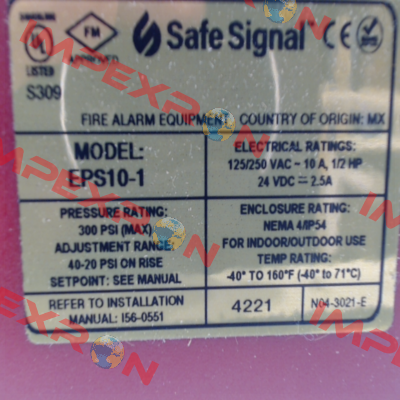 UL
LISTED
S309
FM
APPROVED
Safe Signal™ CE
FIRE ALARM EQUIPMENT COUNTRY OF ORIGIN: MX
MODEL:
EPS10-1
ELECTRICAL RATINGS:
125/250 VAC ~ 10 A, 1/2 HP
24 VDC ⎓ 2.5A
PRESSURE RATING:
300 PSI (MAX)
ADJUSTMENT RANGE:
40-20 PSI ON RISE
SETPOINT: SEE MANUAL
ENCLOSURE RATING:
NEMA 4/IP54
FOR INDOOR/OUTDOOR USE
TEMP RATING:
-40° TO 160°F (-40° to 71°C)
REFER TO INSTALLATION
MANUAL: I56-0551
4221
N04-3021-E
IMPEXRON
IMPEXRON
IMPEXRON